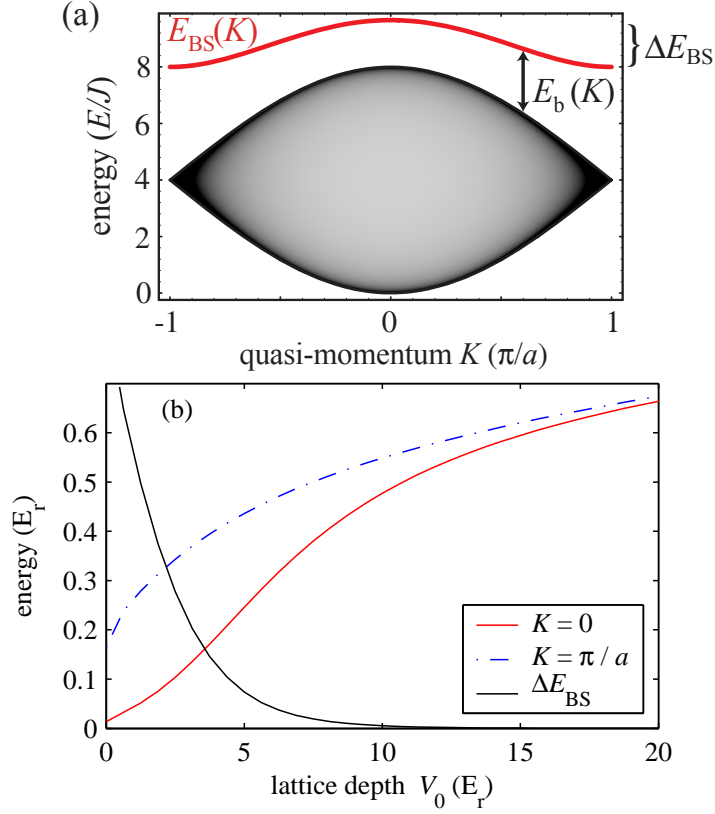 (a)
E_BS(K)
ΔE_BS
E_b(K)
energy (E/J)
8
6
4
2
0
-1
0
1
quasi-momentum K (π/a)
(b)
energy (E_r)
0.6
0.5
0.4
0.3
0.2
0.1
0
K = 0
K = π / a
ΔE_BS
0
5
10
15
20
lattice depth V_0 (E_r)